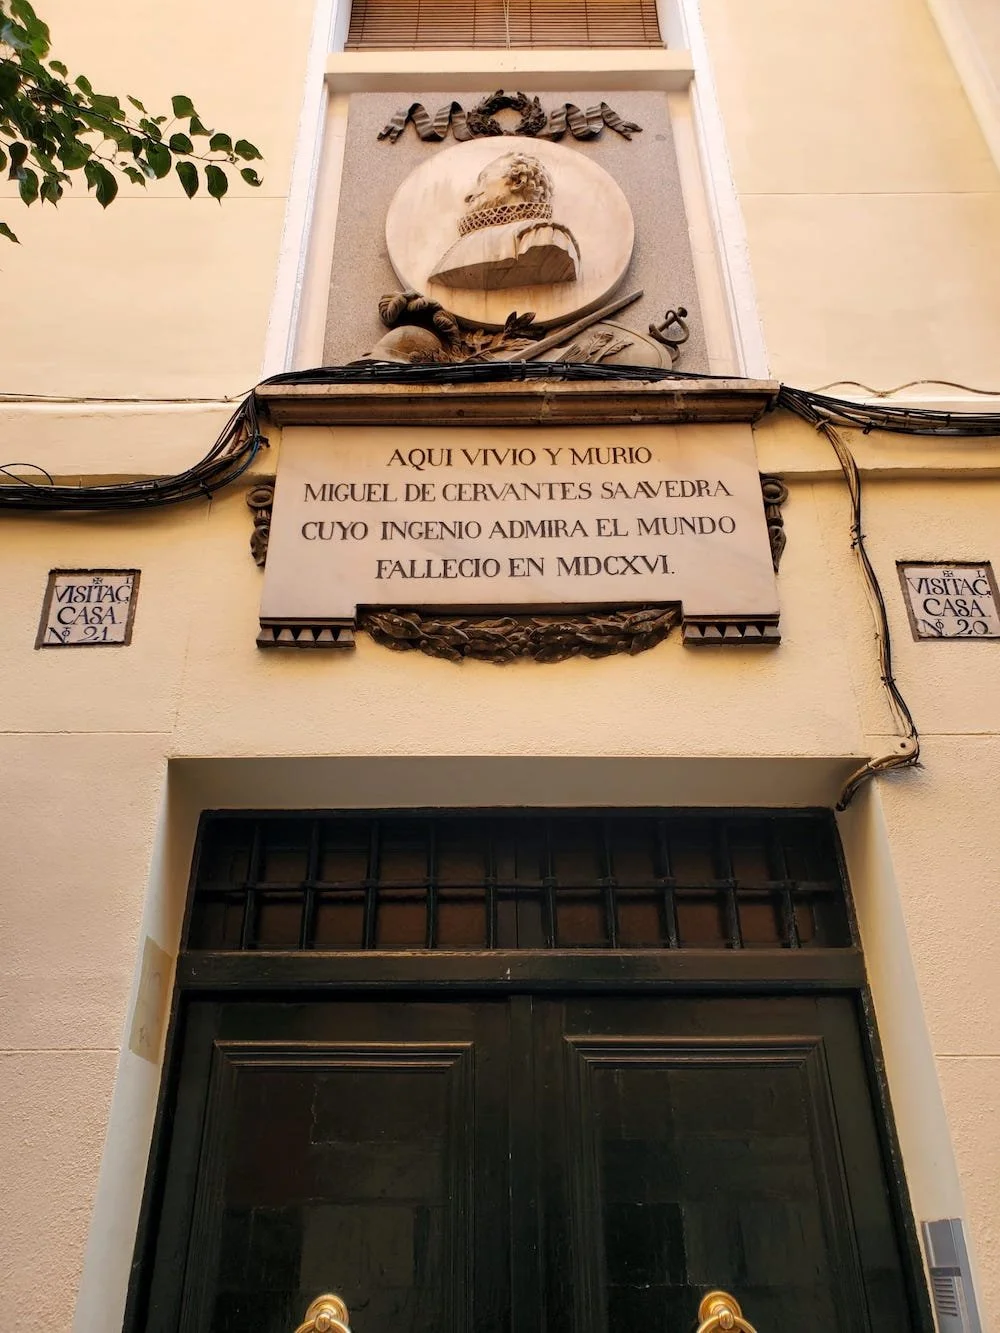 AQUI VIVIO Y MURIO
MIGUEL DE CERVANTES SAAVEDRA
CUYO INGENIO ADMIRA EL MUNDO
FALLECIO EN MDCXVI.
VISITAC.
CASA
Nº 21
VISITAC.
CASA
Nº 20